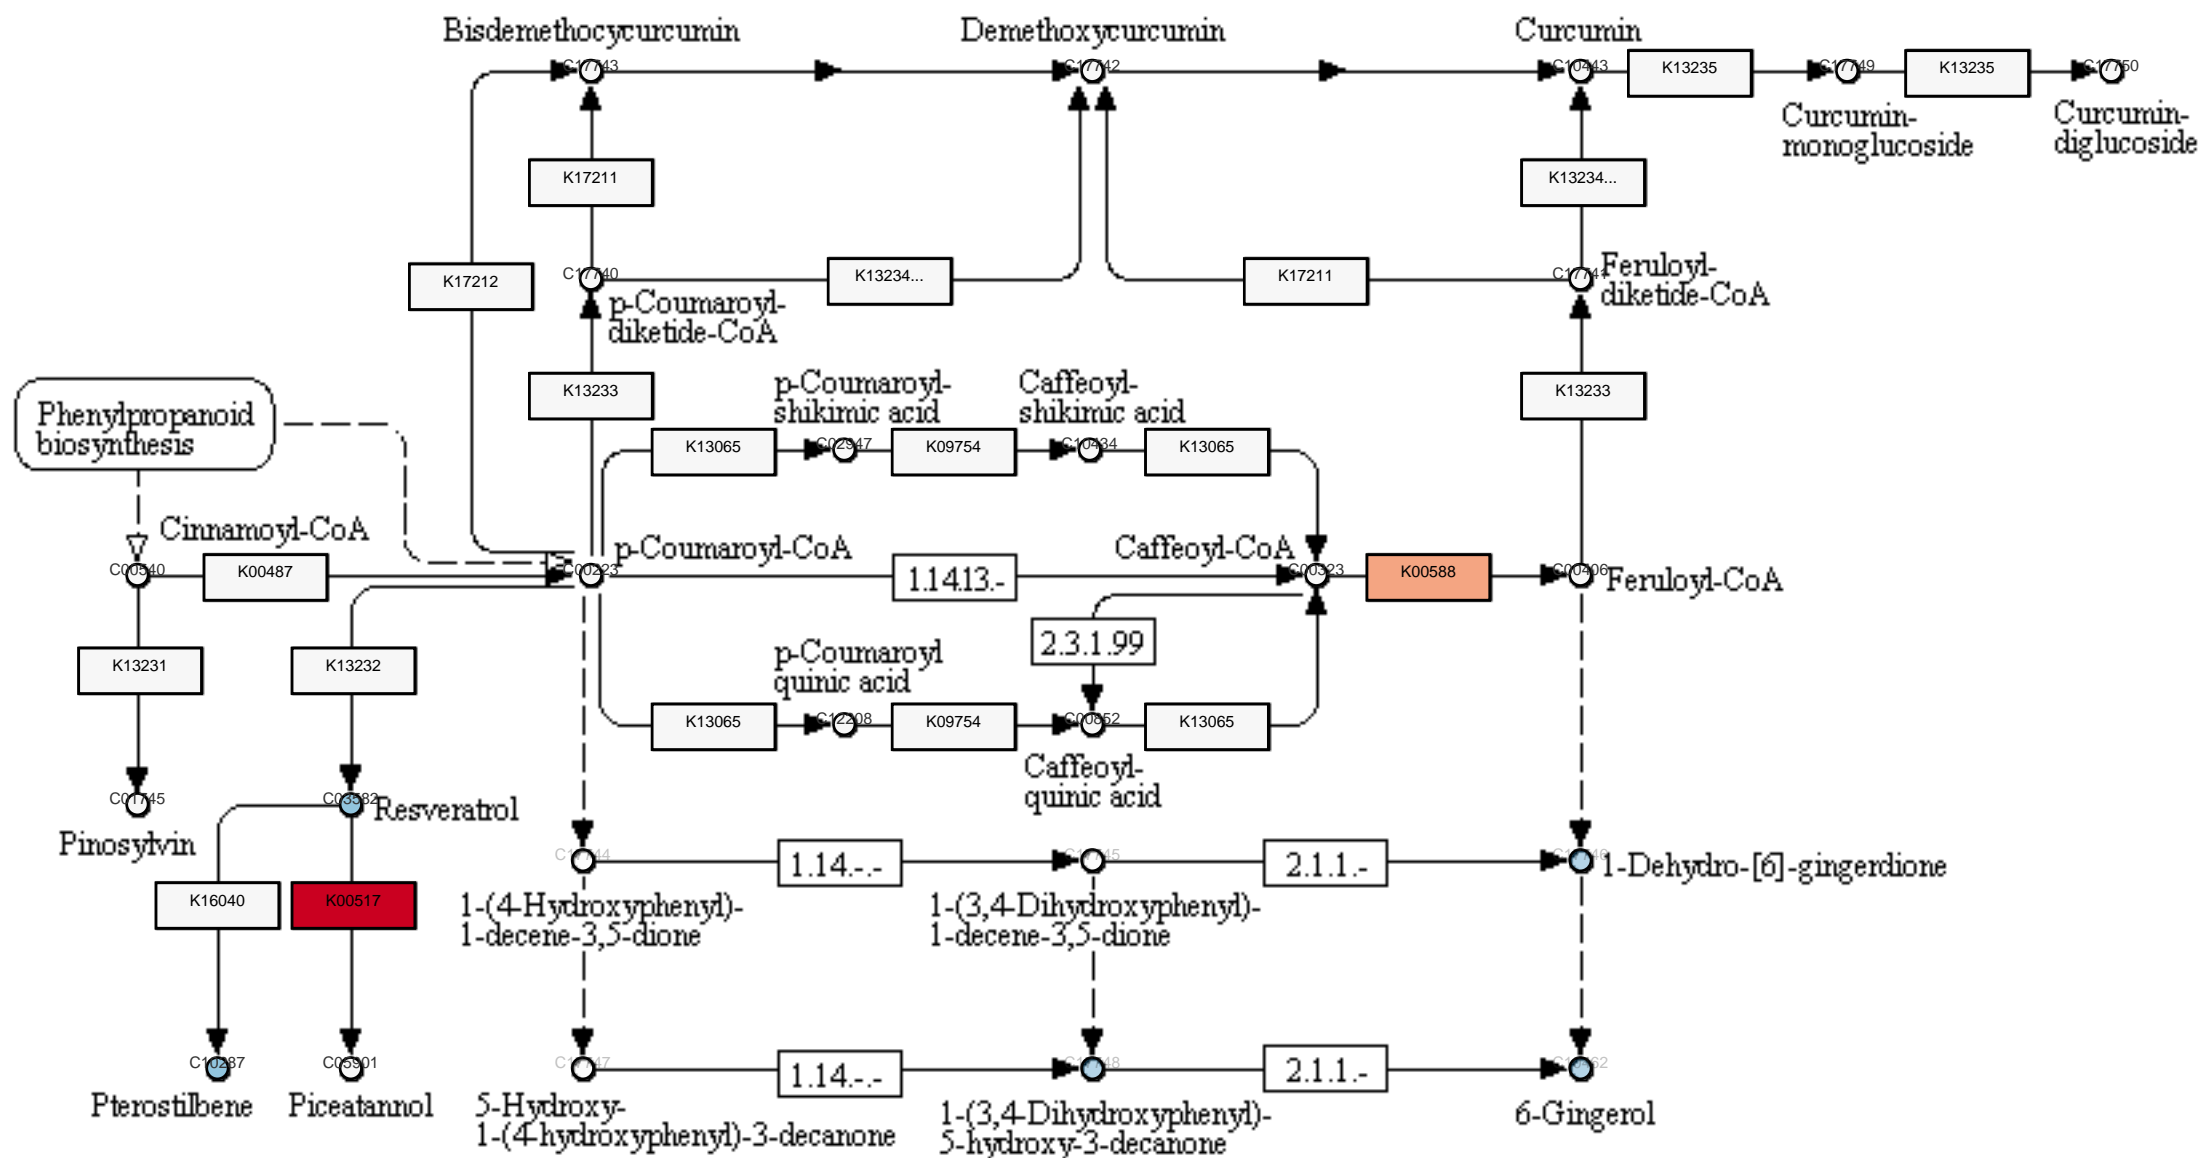 Bisdemethocycurcumin
Demethoxycurcumin
Curcumin
C17743
C17742
C10443
K13235
C17749
K13235
C17750
Curcumin-
monoglucoside
Curcumin-
diglucoside
K17211
K13234...
K17212
C17740
K13234...
K17211
C17741
Feruloyl-
diketide-CoA
p-Coumaroyl-
diketide-CoA
K13233
p-Coumaroyl-
shikimic acid
Caffeoyl-
shikimic acid
K13233
Phenylpropanoid
biosynthesis
K13065
C02947
K09754
C10434
K13065
Cinnamoyl-CoA
p-Coumaroyl-CoA
Caffeoyl-CoA
C00540
K00487
C00223
1.14.13.-
C00323
K00588
C00406
Feruloyl-CoA
2.3.1.99
K13231
K13232
p-Coumaroyl
quinic acid
K13065
C12208
K09754
C00852
K13065
Caffeoyl-
quinic acid
C01745
C03582
Resveratrol
Pinosylvin
C17744
1.14.-.-
C17745
2.1.1.-
1-Dehydro-[6]-gingerdione
K16040
K00517
1-(4-Hydroxyphenyl)-
1-decene-3,5-dione
1-(3,4-Dihydroxyphenyl)-
1-decene-3,5-dione
C10287
C05901
C17747
1.14.-.-
C17748
2.1.1.-
Pterostilbene
Piceatannol
5-Hydroxy-
1-(4-hydroxyphenyl)-3-decanone
1-(3,4-Dihydroxyphenyl)-
5-hydroxy-3-decanone
6-Gingerol